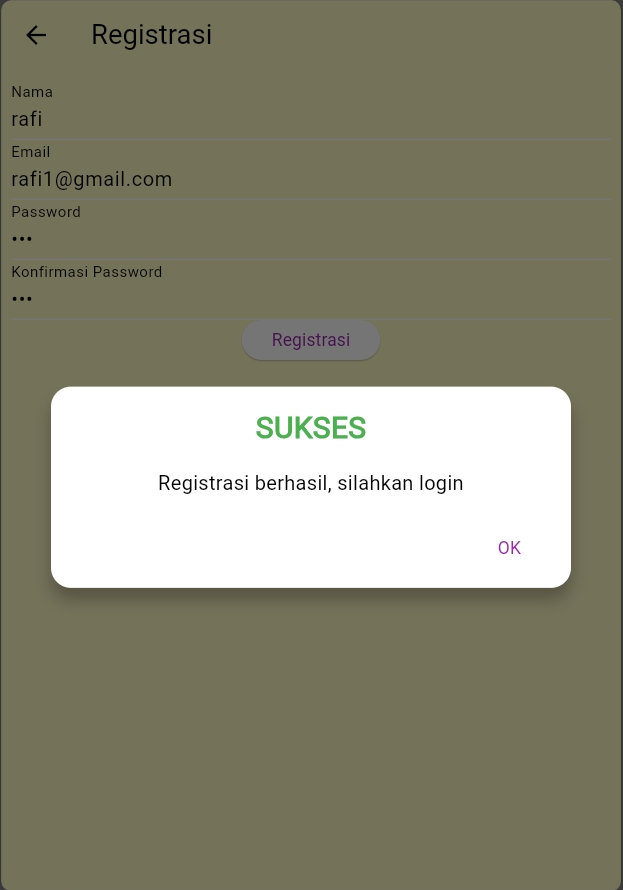 Registrasi
Nama
rafi
Email
rafi1@gmail.com
Password
•••
Konfirmasi Password
•••
Registrasi
SUKSES
Registrasi berhasil, silahkan login
OK